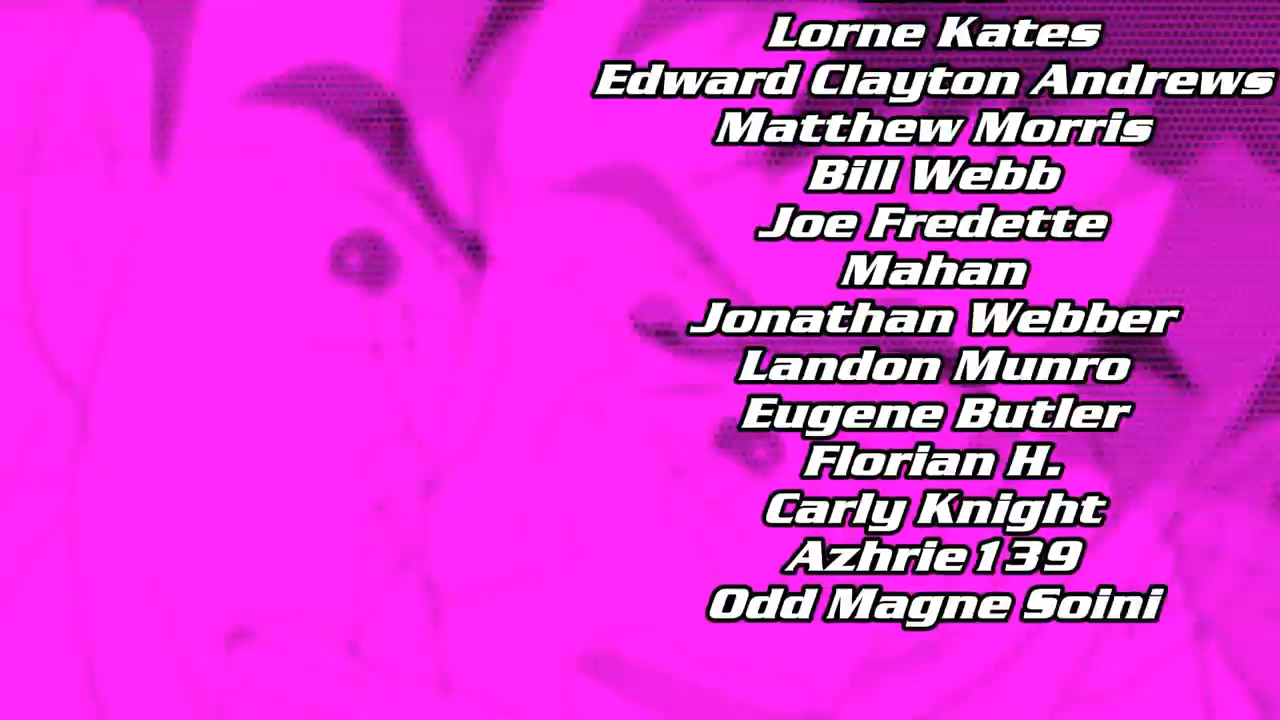 Lorne Kates
Edward Clayton Andrews
Matthew Morris
Bill Webb
Joe Fredette
Mahan
Jonathan Webber
Landon Munro
Eugene Butler
Florian H.
Carly Knight
Azhrie139
Odd Magne Soini